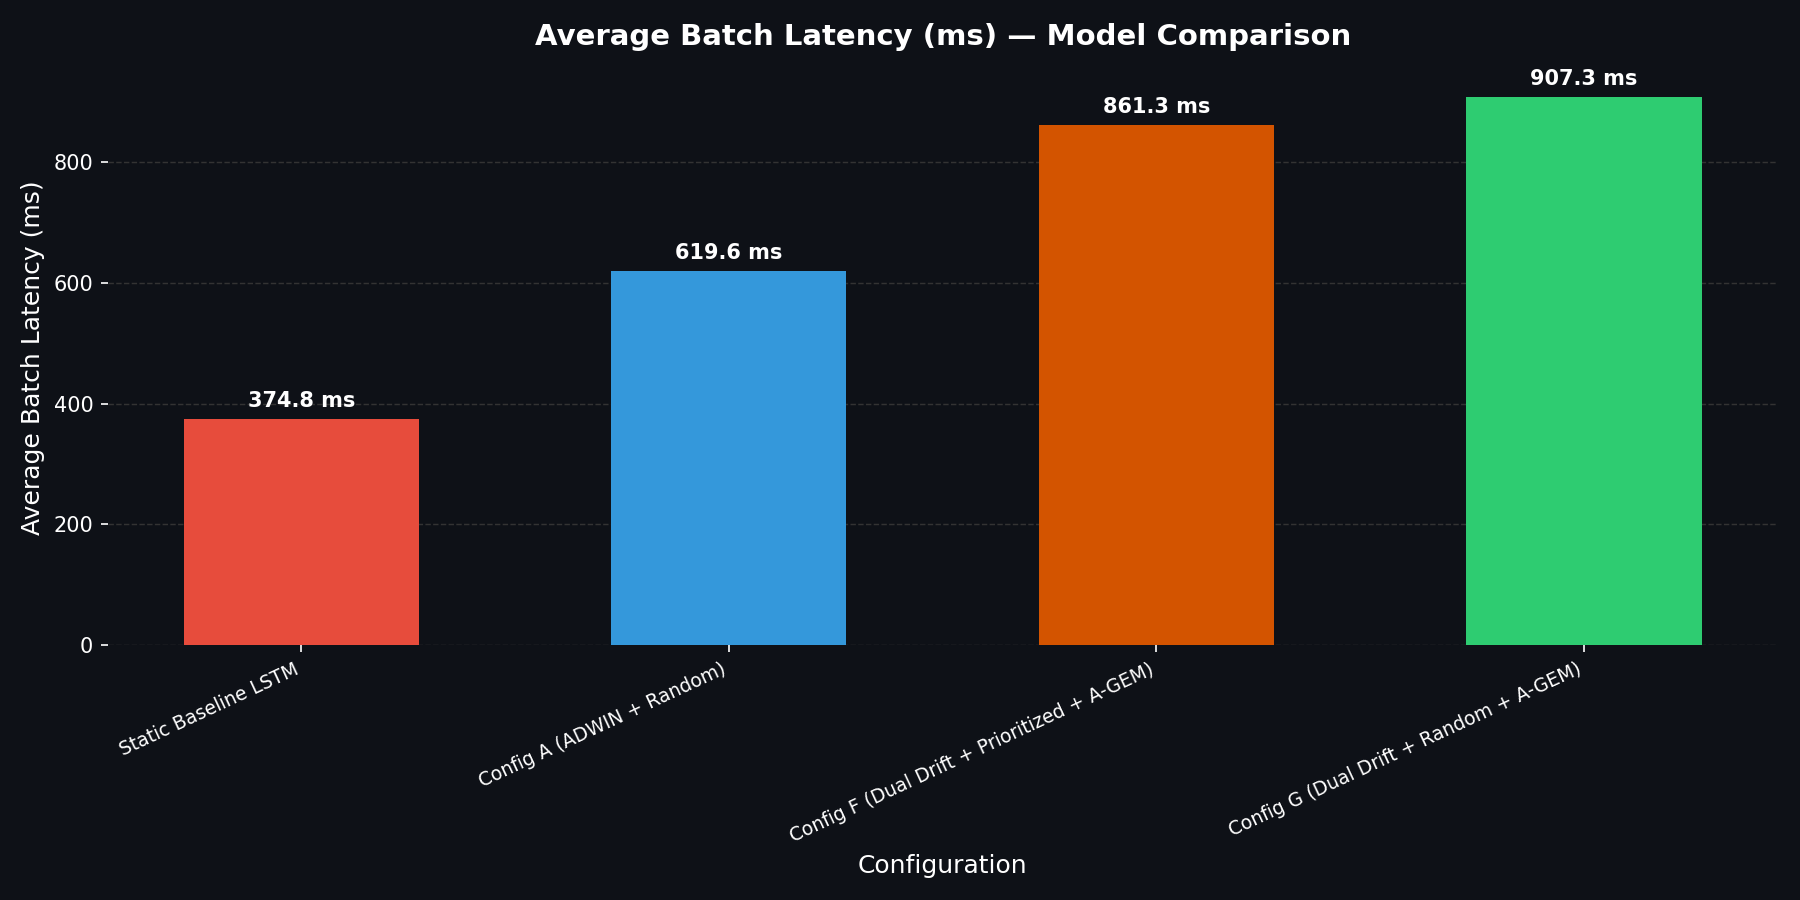 Average Batch Latency (ms) — Model Comparison
Average Batch Latency (ms)
800
600
400
200
0
374.8 ms
619.6 ms
861.3 ms
907.3 ms
Static Baseline LSTM
Config A (ADWIN + Random)
Config F (Dual Drift + Prioritized + A-GEM)
Config G (Dual Drift + Random + A-GEM)
Configuration